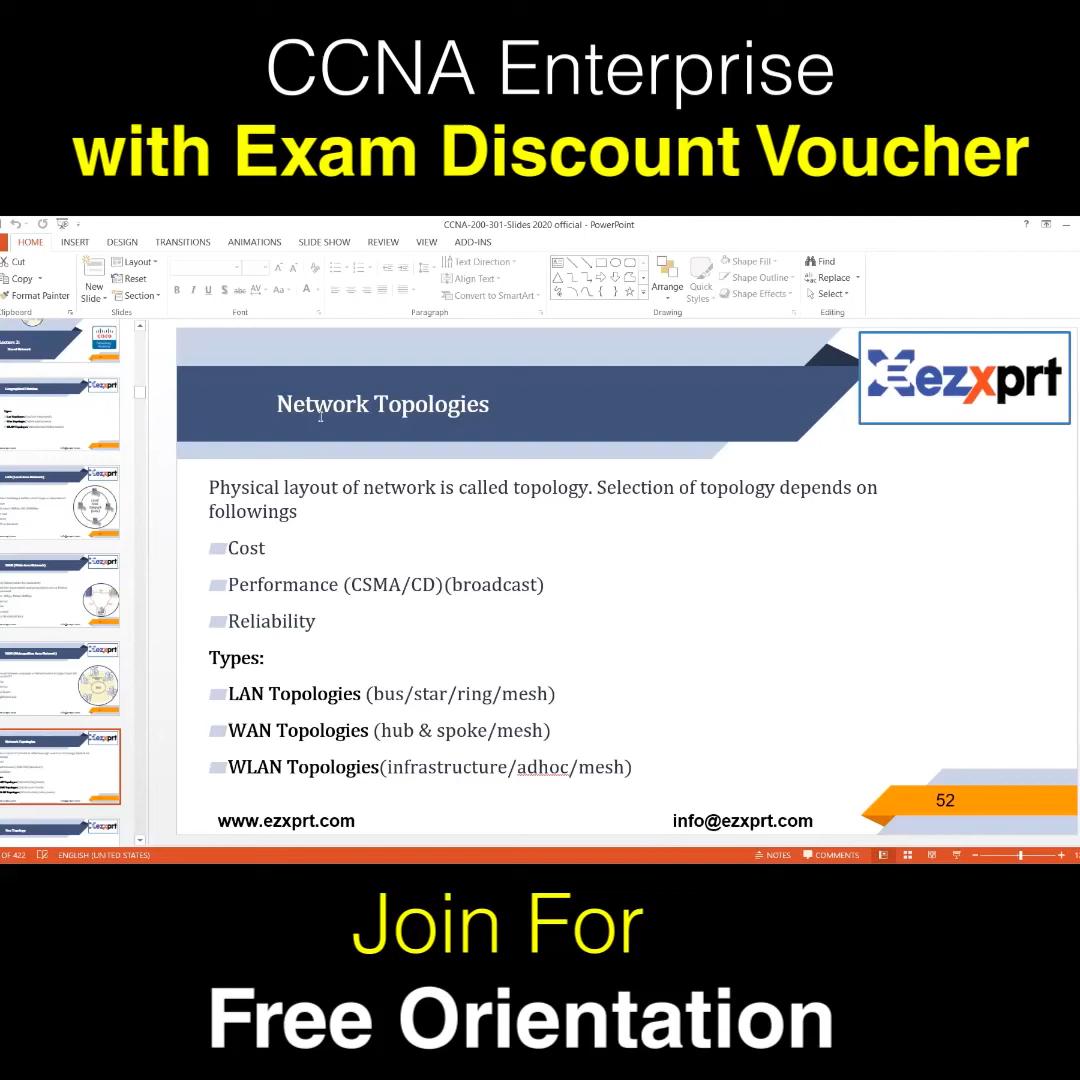 CCNA Enterprise
with Exam Discount Voucher
CCNA-200-301-Slides 2020 official - PowerPoint
HOME INSERT DESIGN TRANSITIONS ANIMATIONS SLIDE SHOW REVIEW VIEW ADD-INS
Cut
Copy
Format Painter
New
Slide
Layout
Reset
Section
Slides
Font
Text Direction
Align Text
Convert to SmartArt
Paragraph
Arrange
Quick
Styles
Shape Fill
Shape Outline
Shape Effects
Drawing
Find
Replace
Select
Editing
ezxprt
Network Topologies
Physical layout of network is called topology. Selection of topology depends on
followings
Cost
Performance (CSMA/CD)(broadcast)
Reliability
Types:
LAN Topologies (bus/star/ring/mesh)
WAN Topologies (hub & spoke/mesh)
WLAN Topologies(infrastructure/adhoc/mesh)
52
www.ezxprt.com info@ezxprt.com
OF 422 ENGLISH (UNITED STATES) NOTES COMMENTS
Join For
Free Orientation